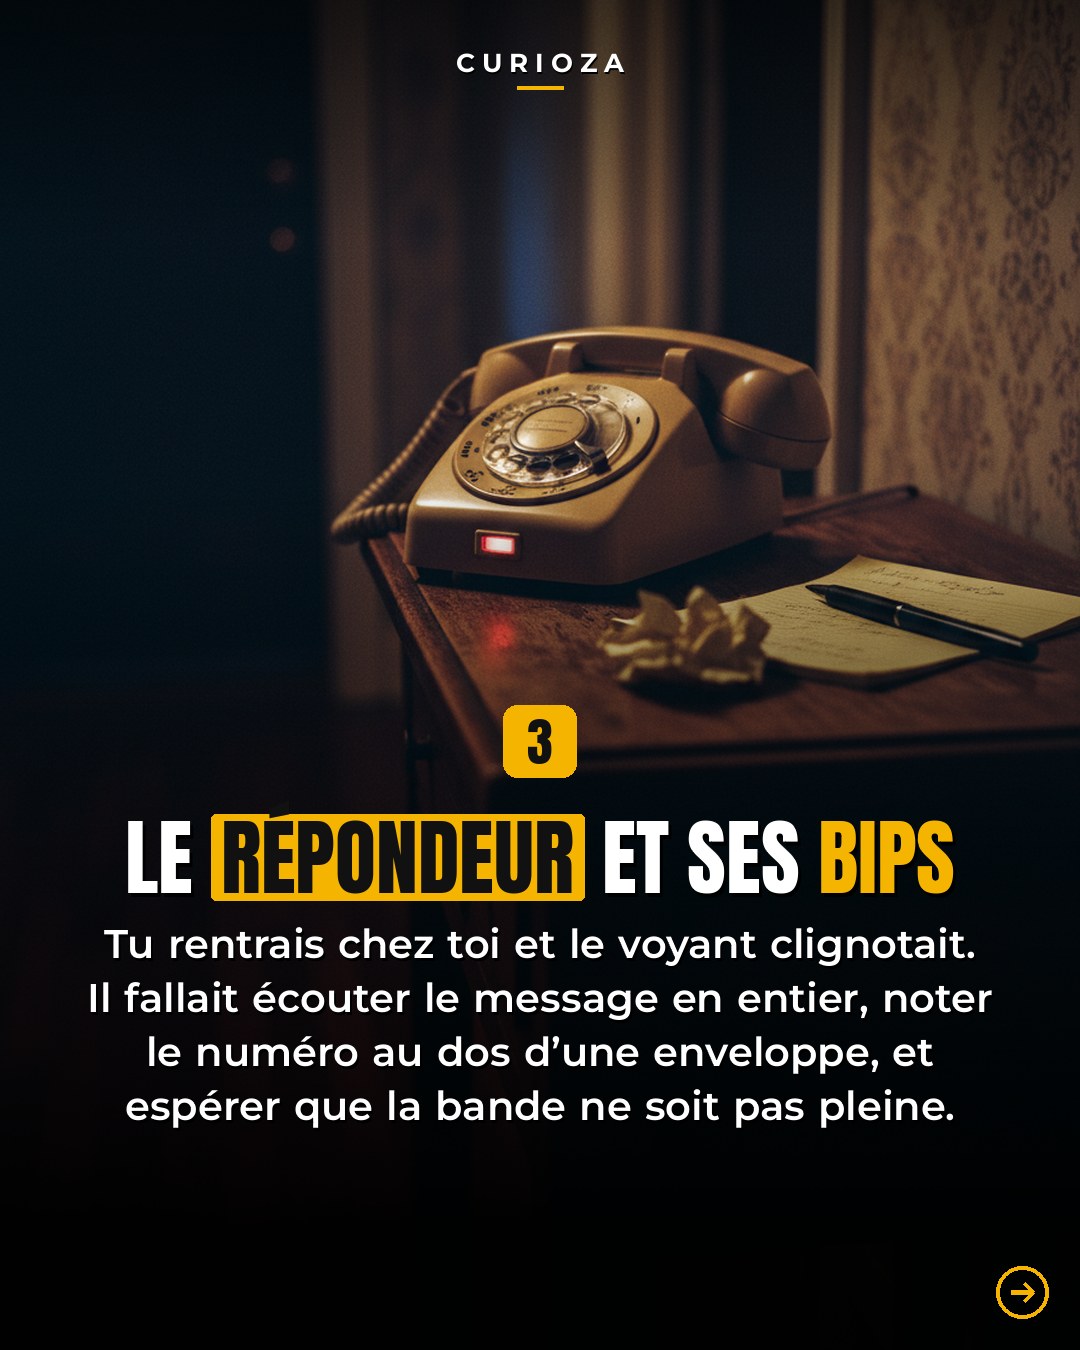 CURIOZA
3
LE RÉPONDEUR ET SES BIPS
Tu rentrais chez toi et le voyant clignotait.
Il fallait écouter le message en entier, noter
le numéro au dos d’une enveloppe, et
espérer que la bande ne soit pas pleine.